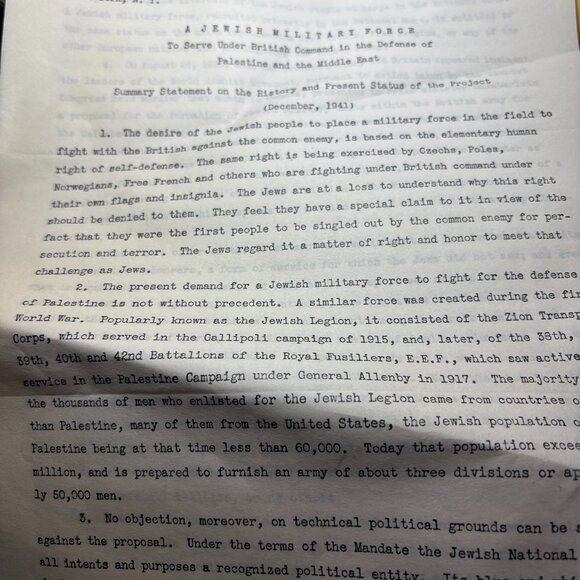 A JEWISH MILITARY FORCE
To Serve Under British Command in the Defense of
Palestine and the Middle East
Summary Statement on the History and Present Status of the Project
(December, 1941)
1. The desire of the Jewish people to place a military force in the field to
fight with the British against the common enemy, is based on the elementary human
right of self-defense. The same right is being exercised by Czechs, Poles,
Norwegians, Free French and others who are fighting under British command under
their own flags and insignia. The Jews are at a loss to understand why this right
should be denied to them. They feel they have a special claim to it in view of the
fact that they were the first people to be singled out by the common enemy for per-
secution and terror. The Jews regard it a matter of right and honor to meet that
challenge as Jews.
2. The present demand for a Jewish military force to fight for the defense
of Palestine is not without precedent. A similar force was created during the
World War. Popularly known as the Jewish Legion, it consisted of the Zion
Corps, which served in the Gallipoli campaign of 1915, and, later, of the 38th,
39th, 40th and 42nd Battalions of the Royal Fusiliers, E.E.F., which saw active
service in the Palestine Campaign under General Allenby in 1917. The majority
the thousands of men who enlisted for the Jewish Legion came from countries
than Palestine, many of them from the United States, the Jewish population
Palestine being at that time less than 60,000. Today that population
million, and is prepared to furnish an army of about three divisions or
ly 50,000 men.
3. No objection, moreover, on technical political grounds can be
against the proposal. Under the terms of the Mandate the Jewish National
all intents and purposes a recognized political entity.